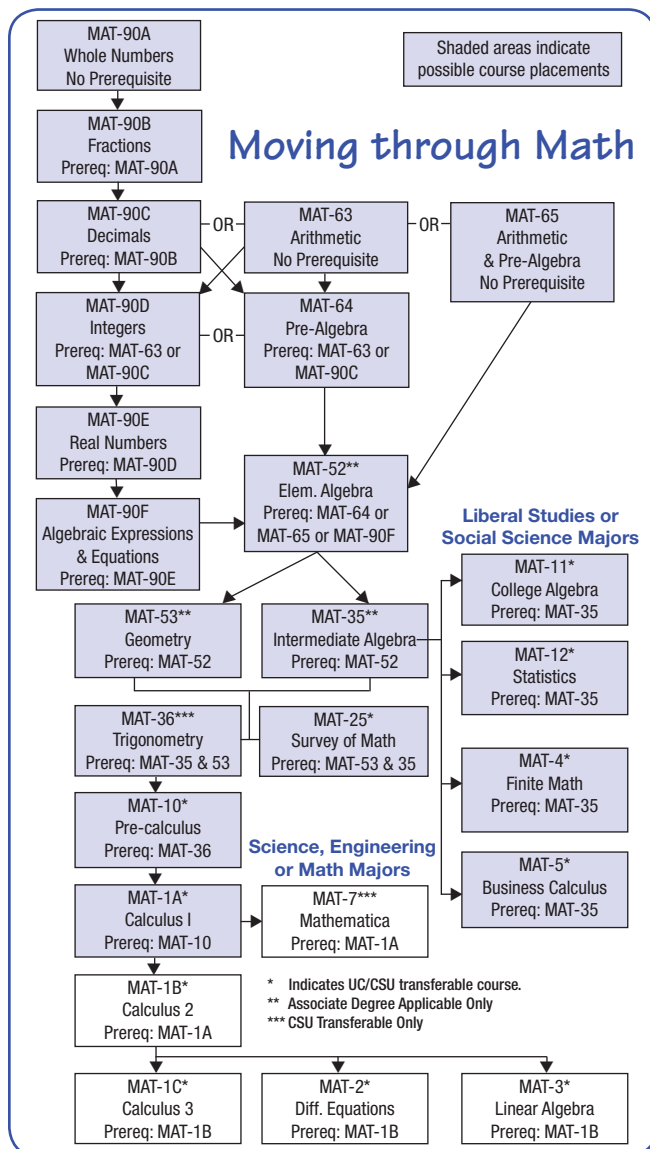 MAT-90A
Whole Numbers
No Prerequisite
Shaded areas indicate
possible course placements
MAT-90B
Fractions
Prereq: MAT-90A
Moving through Math
MAT-90C
Decimals
Prereq: MAT-90B
OR
MAT-63
Arithmetic
No Prerequisite
OR
MAT-65
Arithmetic
& Pre-Algebra
No Prerequisite
MAT-90D
Integers
Prereq: MAT-63 or
MAT-90C
OR
MAT-64
Pre-Algebra
Prereq: MAT-63 or
MAT-90C
MAT-90E
Real Numbers
Prereq: MAT-90D
MAT-52**
Elem. Algebra
Prereq: MAT-64 or
MAT-65 or MAT-90F
MAT-90F
Algebraic Expressions
& Equations
Prereq: MAT-90E
Liberal Studies or
Social Science Majors
MAT-11*
College Algebra
Prereq: MAT-35
MAT-53**
Geometry
Prereq: MAT-52
MAT-35**
Intermediate Algebra
Prereq: MAT-52
MAT-12*
Statistics
Prereq: MAT-35
MAT-36***
Trigonometry
Prereq: MAT-35 & 53
MAT-25*
Survey of Math
Prereq: MAT-53 & 35
MAT-4*
Finite Math
Prereq: MAT-35
MAT-10*
Pre-calculus
Prereq: MAT-36
Science, Engineering
or Math Majors
MAT-5*
Business Calculus
Prereq: MAT-35
MAT-1A*
Calculus I
Prereq: MAT-10
MAT-7***
Mathematica
Prereq: MAT-1A
MAT-1B*
Calculus 2
Prereq: MAT-1A
* Indicates UC/CSU transferable course.
** Associate Degree Applicable Only
*** CSU Transferable Only
MAT-1C*
Calculus 3
Prereq: MAT-1B
MAT-2*
Diff. Equations
Prereq: MAT-1B
MAT-3*
Linear Algebra
Prereq: MAT-1B